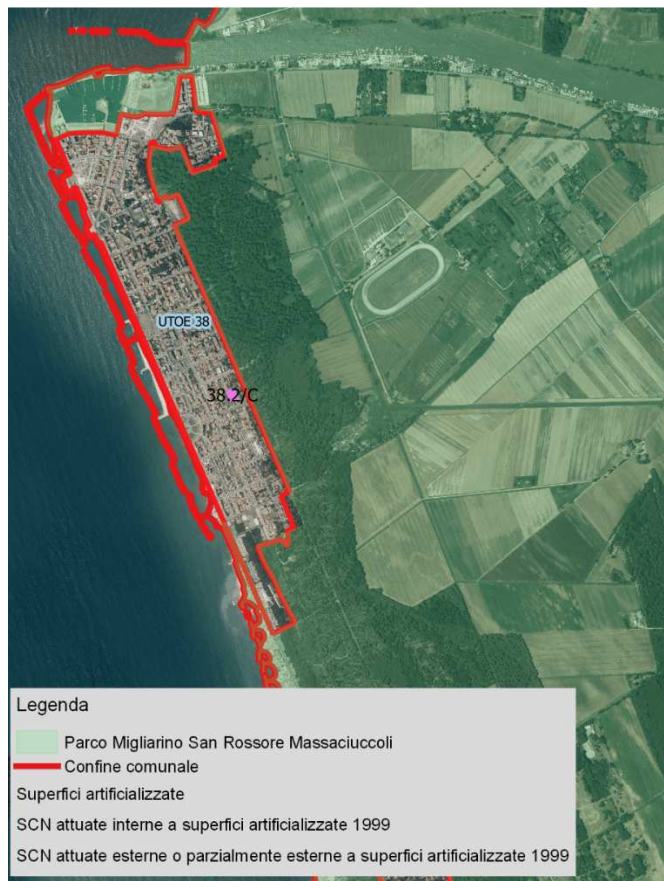 UTOE 38
38.2/C
Legenda
Parco Migliarino San Rossore Massaciuccoli
Confine comunale
Superfici artificializzate
SCN attuate interne a superfici artificializzate 1999
SCN attuate esterne o parzialmente esterne a superfici artificializzate 1999